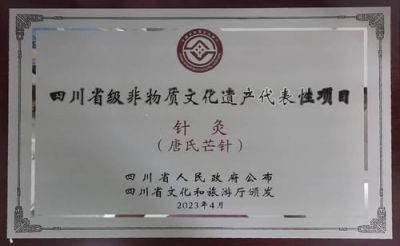 四川省级非物质文化遗产代表性项目
针灸
（唐氏芒针）
四川省人民政府公布
四川省文化和旅游厅颁发
2023年4月